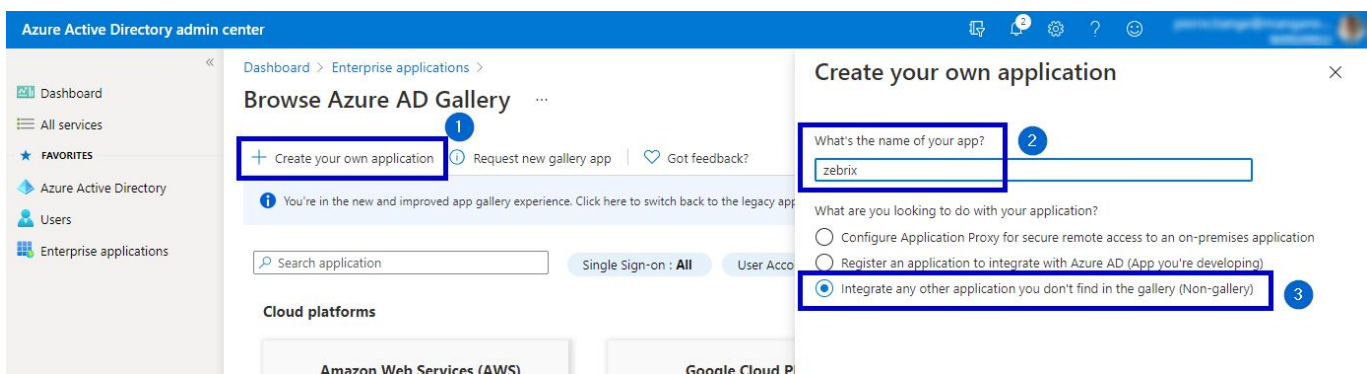 Azure Active Directory admin center
2
Dashboard
All services
FAVORITES
Azure Active Directory
Users
Enterprise applications
Dashboard > Enterprise applications >
Browse Azure AD Gallery ...
1
+ Create your own application
Request new gallery app
Got feedback?
You're in the new and improved app gallery experience. Click here to switch back to the legacy app
Search application
Single Sign-on : All
User Acco
Cloud platforms
Amazon Web Services (AWS)
Google Cloud Pl
Create your own application
What's the name of your app?
2
zebrix
What are you looking to do with your application?
Configure Application Proxy for secure remote access to an on-premises application
Register an application to integrate with Azure AD (App you're developing)
Integrate any other application you don't find in the gallery (Non-gallery)
3